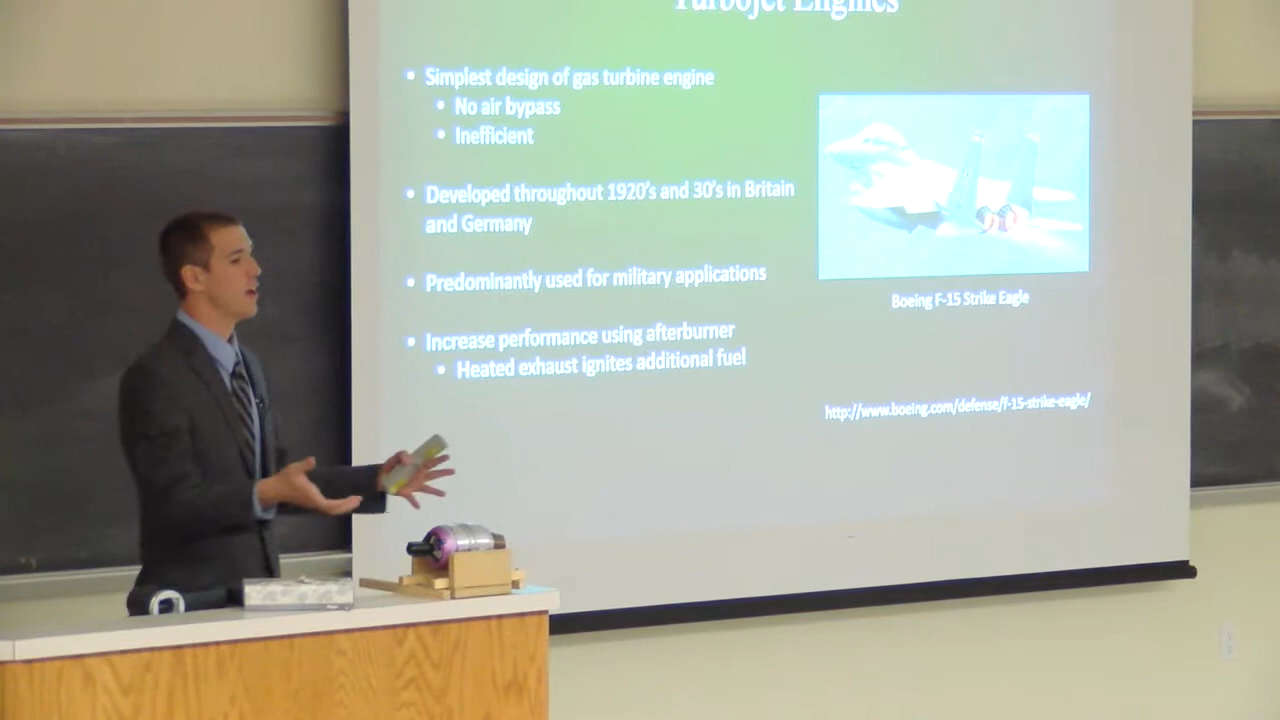 Turbojet Engines
• Simplest design of gas turbine engine
• No air bypass
• Inefficient
• Developed throughout 1920's and 30's in Britain
and Germany
• Predominantly used for military applications
• Increase performance using afterburner
• Heated exhaust ignites additional fuel
Boeing F-15 Strike Eagle
http://www.boeing.com/defense/f-15-strike-eagle/